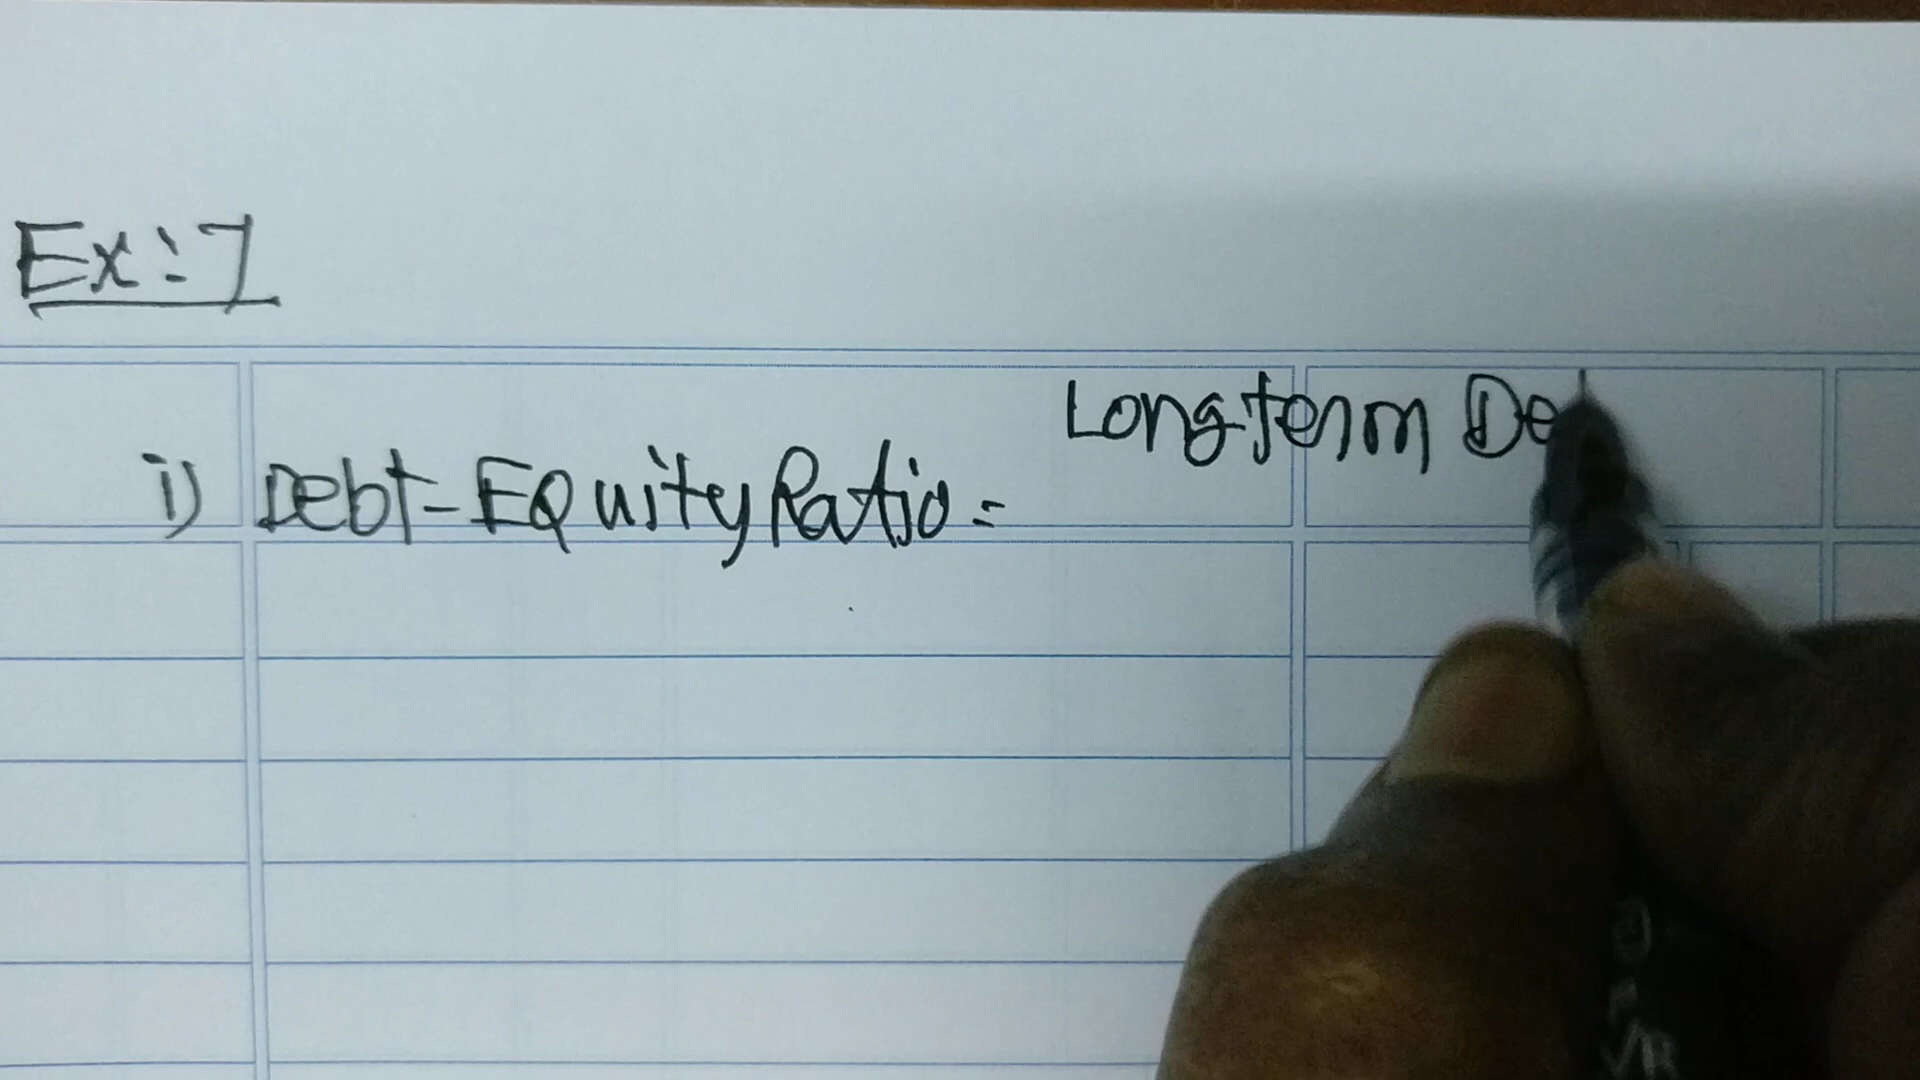 Ex:7
Long term De
i) Debt-Equity Ratio =